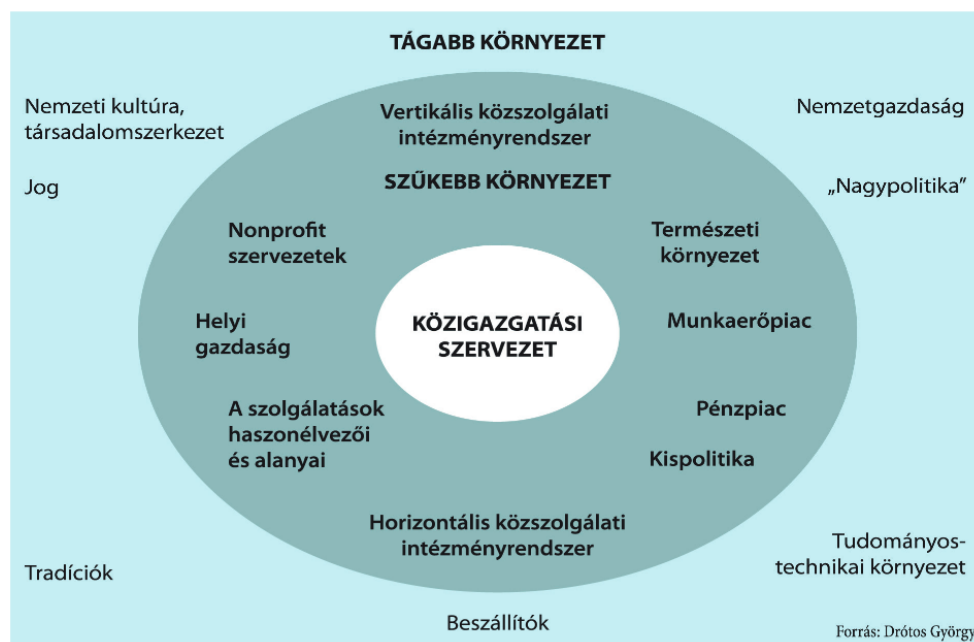 TÁGABB KÖRNYEZET
Nemzeti kultúra,
társadalomszerkezet
Vertikális közszolgálati
intézményrendszer
Nemzetgazdaság
Jog
SZŰKEBB KÖRNYEZET
„Nagypolitika”
Nonprofit
szervezetek
Természeti
környezet
Helyi
gazdaság
KÖZIGAZGATÁSI
SZERVEZET
Munkaerőpiac
A szolgálatások
haszonélvezői
és alanyai
Pénzpiac
Kispolitika
Horizontális közszolgálati
intézményrendszer
Tradíciók
Tudományos-
technikai környezet
Beszállítók
Forrás: Drótos György